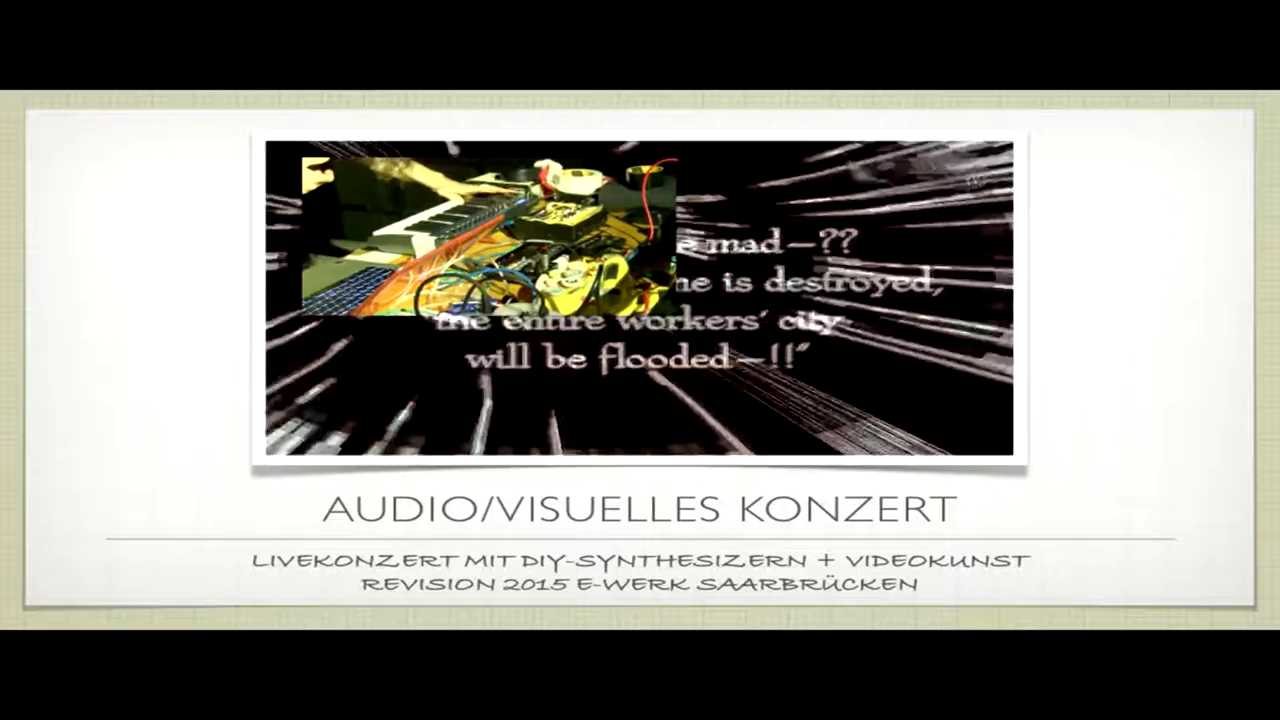 e mad—??
ne is destroyed,
the entire workers' city
will be flooded—!!"
AUDIO/VISUELLES KONZERT
LIVEKONZERT MIT DIY-SYNTHESIZERN + VIDEOKUNST
REVISION 2015 E-WERK SAARBRÜCKEN